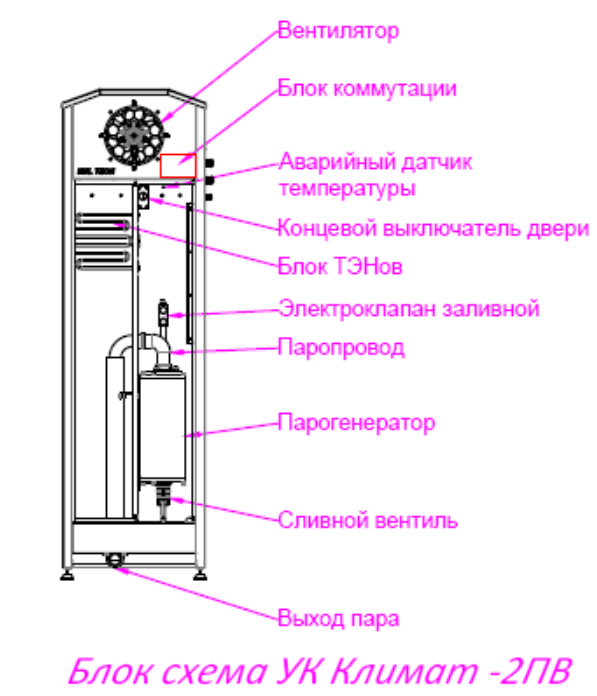 Вентилятор
Блок коммутации
Аварийный датчик
температуры
Концевой выключатель двери
Блок ТЭНов
Электроклапан заливной
Паропровод
Парогенератор
Сливной вентиль
Выход пара
Блок схема УК Климат -2ПВ